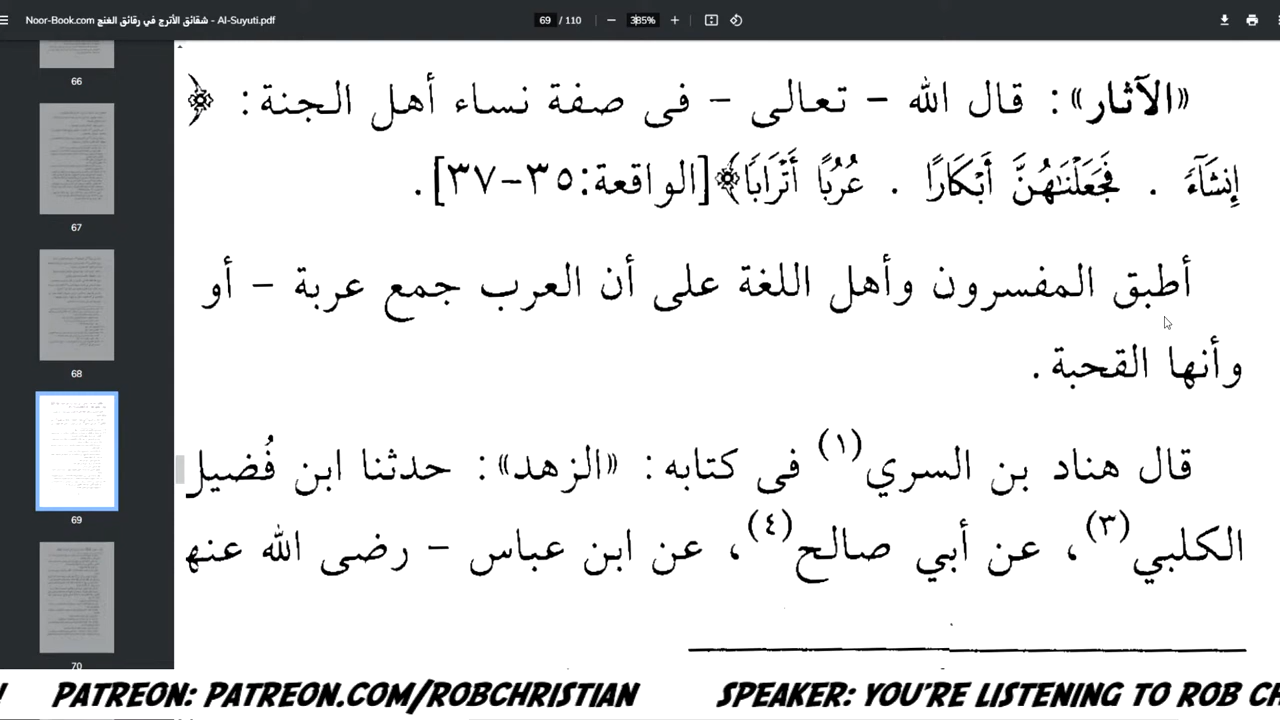 Noor-Book.com شقائق الأترج في رقائق الغنج - Al-Suyuti.pdf
69 / 110
385%
66
67
68
69
70
«الآثار» : قال الله – تعالى – فى صفة نساء أهل الجنة : ﴿
إِنشَآءً . فَجَعَلْنَـٰهُنَّ أَبْكَارًا . عُرُبًا أَتْرَابًا﴾[الواقعة:٣٥-٣٧] .
أطبق المفسرون وأهل اللغة على أن العرب جمع عربة – أو
وأنها القحبة .
قال هناد بن السري(١) فى كتابه : «الزهد» : حدثنا ابن فُضيل
الكلبي(٣) ، عن أبي صالح(٤) ، عن ابن عباس – رضى الله عنه
PATREON: PATREON.COM/ROBCHRISTIAN SPEAKER: YOU'RE LISTENING TO ROB CH